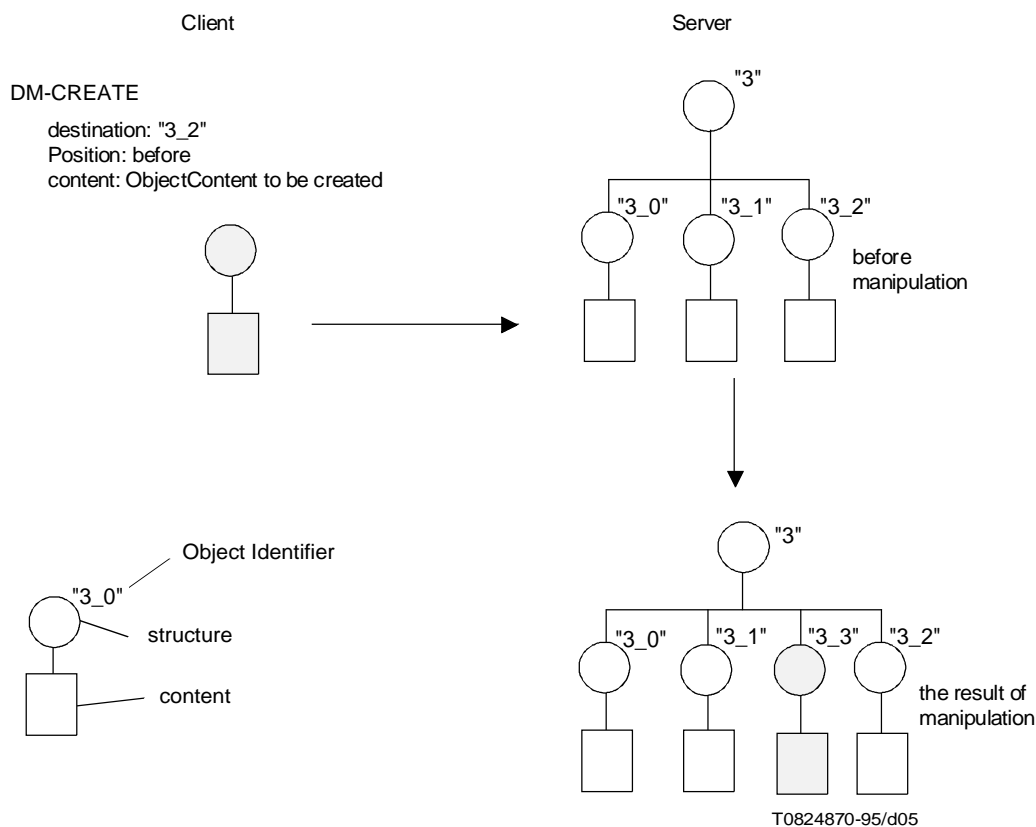 Client
Server
DM-CREATE
destination: "3_2"
Position: before
content: ObjectContent to be created
"3"
"3_0"
"3_1"
"3_2"
before
manipulation
Object Identifier
"3_0"
structure
content
"3"
"3_0"
"3_1"
"3_3"
"3_2"
the result of
manipulation
T0824870-95/d05